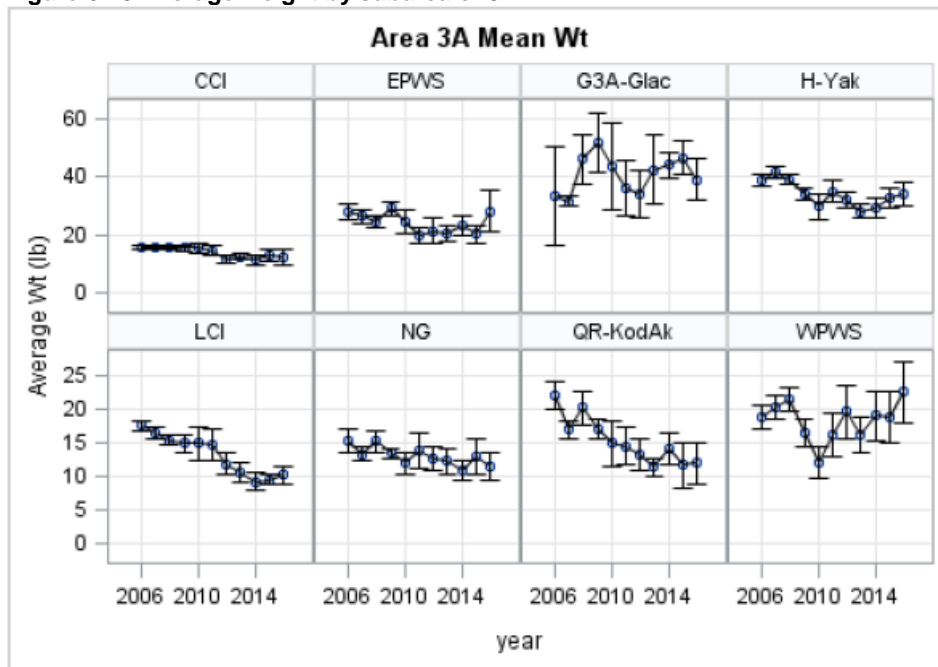 Area 3A Mean Wt
CCI EPWS G3A-Glac H-Yak
60
40
20
0
Average Wt (lb)
LCI NG QR-KodAk WPWS
25
20
15
10
5
0
2006 2010 2014 2006 2010 2014 2006 2010 2014 2006 2010 2014
year